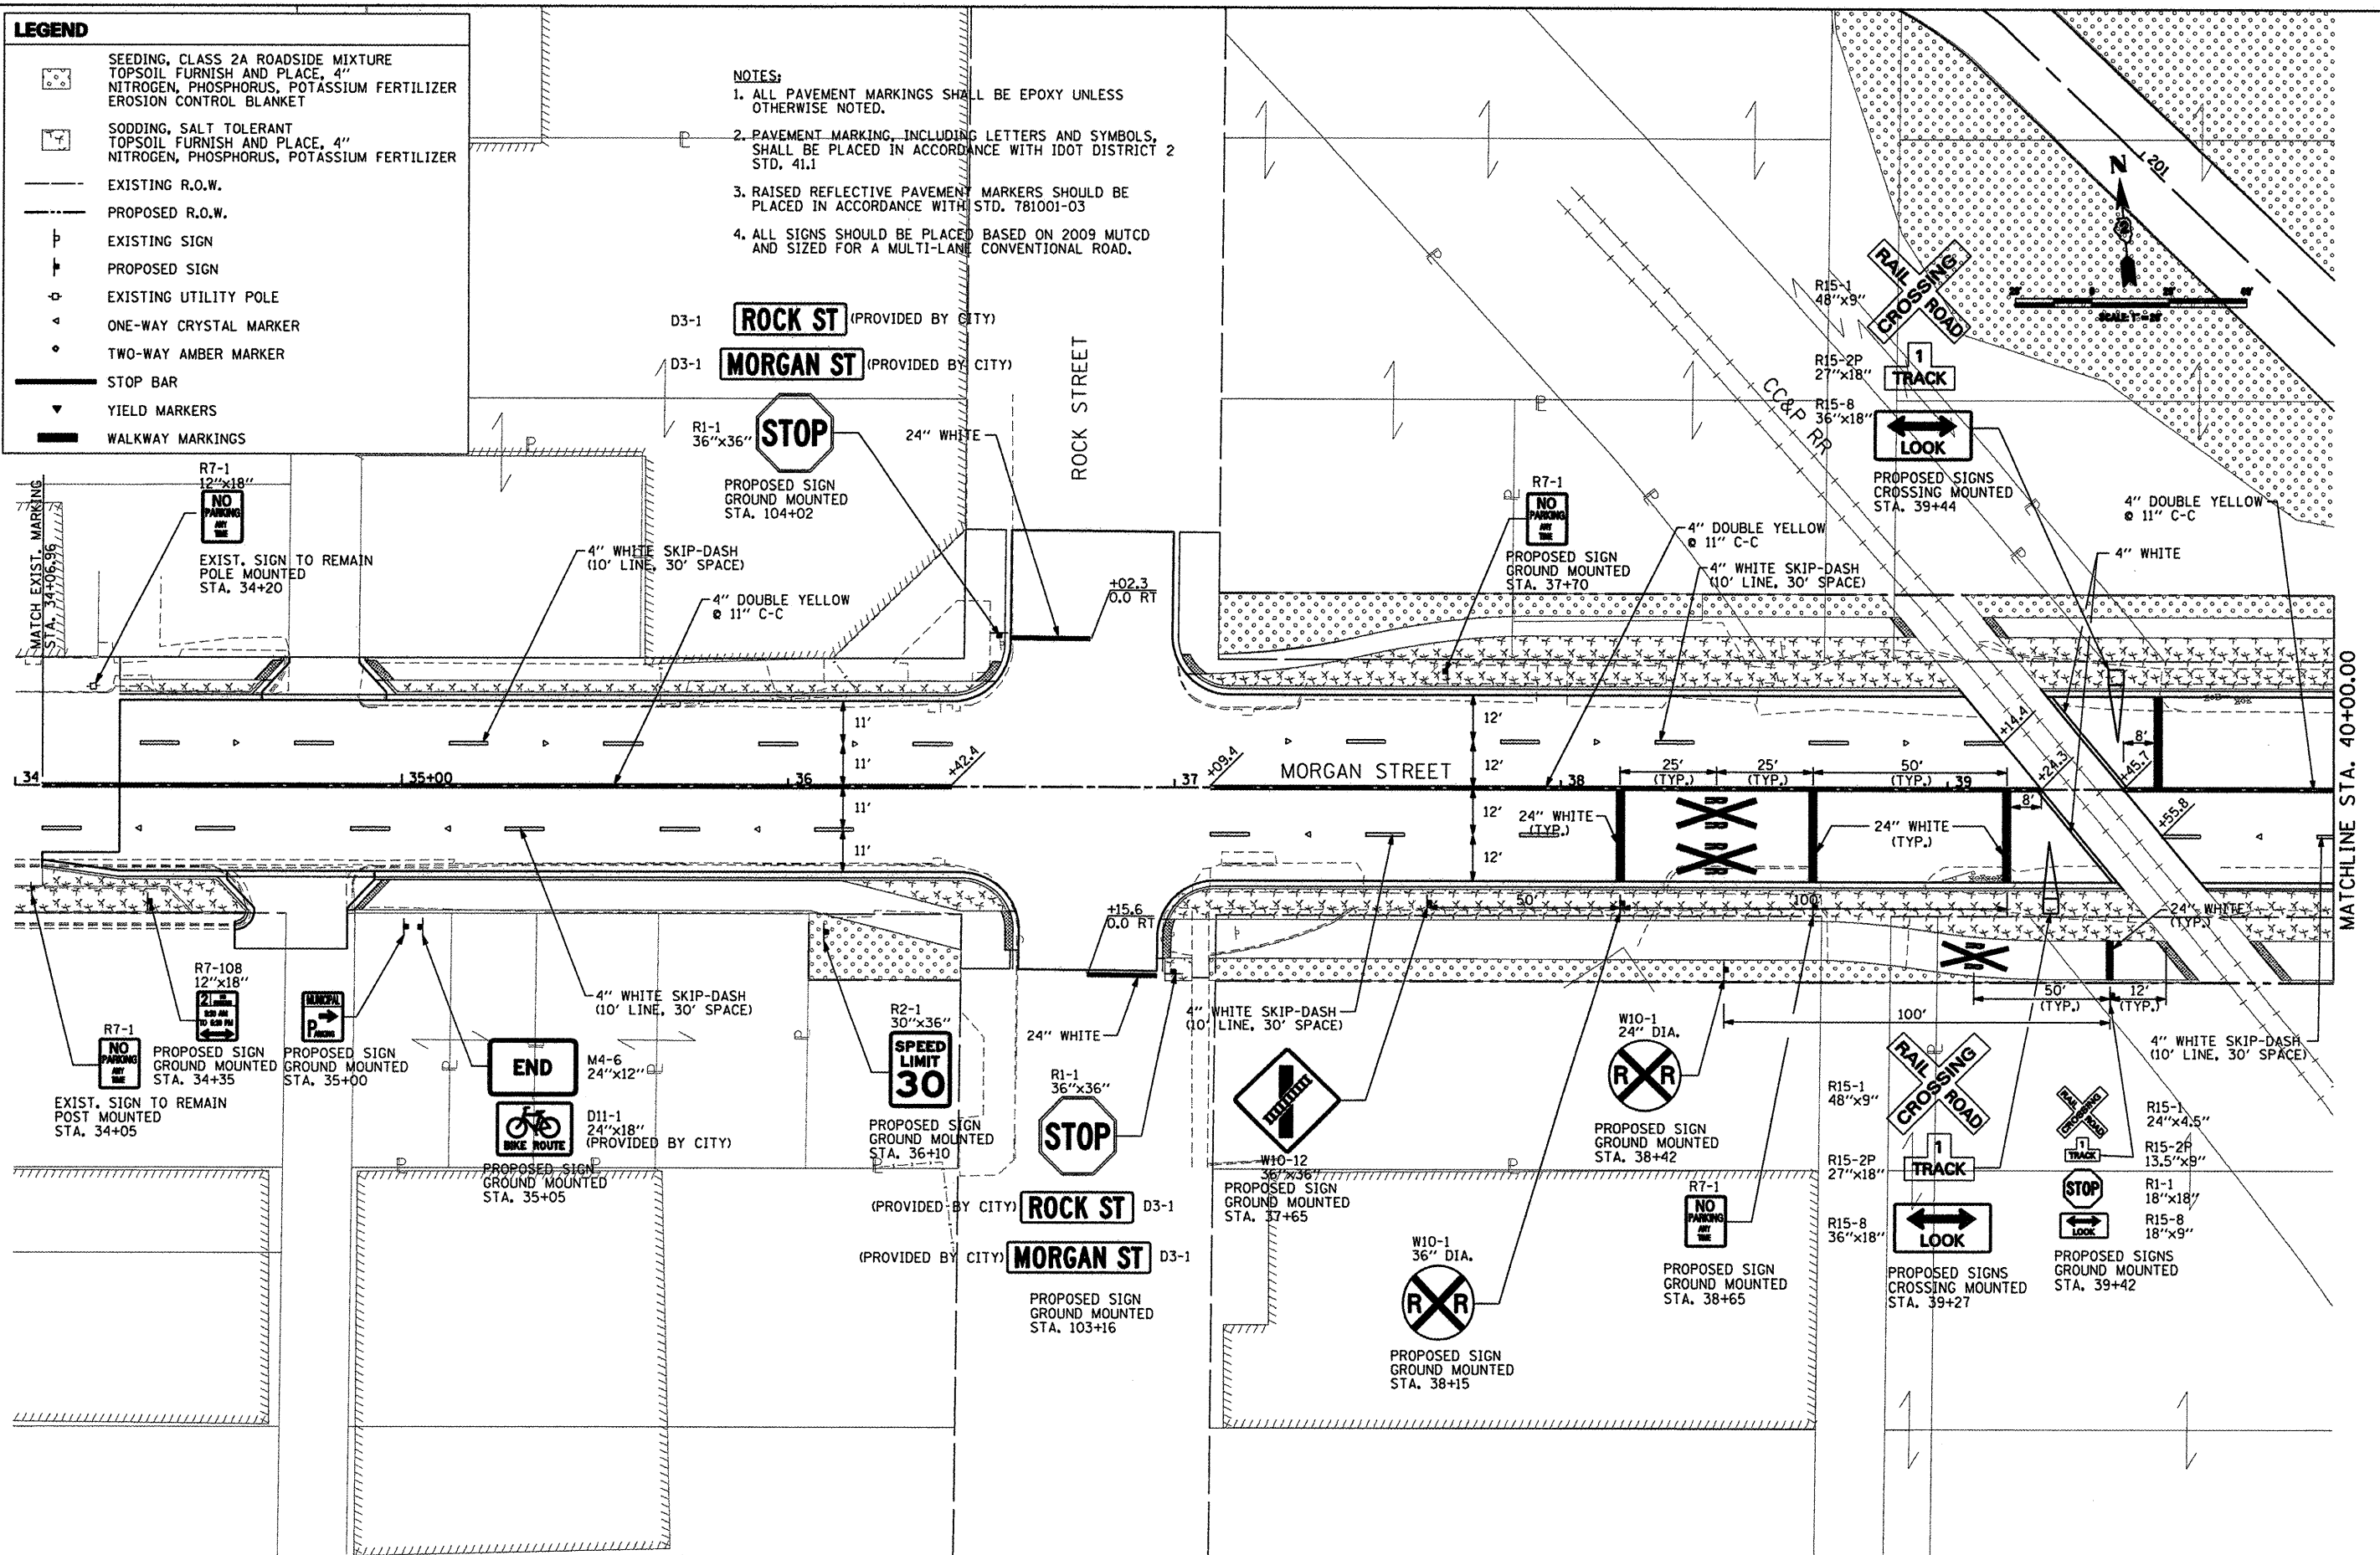 LEGEND
SEEDING, CLASS 2A ROADSIDE MIXTURE
TOPSOIL FURNISH AND PLACE, 4"
NITROGEN, PHOSPHORUS, POTASSIUM FERTILIZER
EROSION CONTROL BLANKET
SODDING, SALT TOLERANT
TOPSOIL FURNISH AND PLACE, 4"
NITROGEN, PHOSPHORUS, POTASSIUM FERTILIZER
EXISTING R.O.W.
PROPOSED R.O.W.
EXISTING SIGN
PROPOSED SIGN
EXISTING UTILITY POLE
ONE-WAY CRYSTAL MARKER
TWO-WAY AMBER MARKER
STOP BAR
YIELD MARKERS
WALKWAY MARKINGS
NOTES:
1. ALL PAVEMENT MARKINGS SHALL BE EPOXY UNLESS
OTHERWISE NOTED.
2. PAVEMENT MARKING, INCLUDING LETTERS AND SYMBOLS,
SHALL BE PLACED IN ACCORDANCE WITH IDOT DISTRICT 2
STD. 41.1
3. RAISED REFLECTIVE PAVEMENT MARKERS SHOULD BE
PLACED IN ACCORDANCE WITH STD. 781001-03
4. ALL SIGNS SHOULD BE PLACED BASED ON 2009 MUTCD
AND SIZED FOR A MULTI-LANE CONVENTIONAL ROAD.
D3-1 ROCK ST (PROVIDED BY CITY)
D3-1 MORGAN ST (PROVIDED BY CITY)
R1-1
36"x36"
STOP
PROPOSED SIGN
GROUND MOUNTED
STA. 104+02
24" WHITE
ROCK STREET
CC&P RR
201
N
2
SCALE: 1" = 20'
R15-1
48"x9"
RAIL ROAD
CROSSING
R15-2P
27"x18"
1
TRACK
R15-8
36"x18"
LOOK
PROPOSED SIGNS
CROSSING MOUNTED
STA. 39+44
4" DOUBLE YELLOW
@ 11" C-C
4" WHITE
MATCH EXIST. MARKING
STA. 34+06.96
R7-1
12"x18"
NO
PARKING
ANY
TIME
EXIST. SIGN TO REMAIN
POLE MOUNTED
STA. 34+20
4" WHITE SKIP-DASH
(10' LINE, 30' SPACE)
4" DOUBLE YELLOW
@ 11" C-C
+02.3
0.0 RT
R7-1
NO
PARKING
ANY
TIME
PROPOSED SIGN
GROUND MOUNTED
STA. 37+70
4" DOUBLE YELLOW
@ 11" C-C
4" WHITE SKIP-DASH
(10' LINE, 30' SPACE)
MATCHLINE STA. 40+00.00
11'
11'
11'
11'
12'
12'
12'
12'
34
35+00
36
+42.4
37
+09.4
MORGAN STREET
38
25'
(TYP.)
25'
(TYP.)
50'
(TYP.)
39
8'
+14.4
+24.3
+45.7
8'
+55.8
24" WHITE
(TYP.)
24" WHITE
(TYP.)
50'
100'
24" WHITE
(TYP.)
50'
(TYP.)
12'
(TYP.)
100'
+15.6
0.0 RT
24" WHITE
4" WHITE SKIP-DASH
(10' LINE, 30' SPACE)
4" WHITE SKIP-DASH
(10' LINE, 30' SPACE)
4" WHITE SKIP-DASH
(10' LINE, 30' SPACE)
R7-1
NO
PARKING
ANY
TIME
EXIST. SIGN TO REMAIN
POST MOUNTED
STA. 34+05
R7-108
12"x18"
PROPOSED SIGN
GROUND MOUNTED
STA. 34+35
MUNICIPAL
PARKING
PROPOSED SIGN
GROUND MOUNTED
STA. 35+00
END
M4-6
24"x12"
BIKE ROUTE
D11-1
24"x18"
(PROVIDED BY CITY)
PROPOSED SIGN
GROUND MOUNTED
STA. 35+05
R2-1
30"x36"
SPEED
LIMIT
30
PROPOSED SIGN
GROUND MOUNTED
STA. 36+10
R1-1
36"x36"
STOP
(PROVIDED BY CITY) ROCK ST D3-1
(PROVIDED BY CITY) MORGAN ST D3-1
PROPOSED SIGN
GROUND MOUNTED
STA. 103+16
W10-12
36"x36"
PROPOSED SIGN
GROUND MOUNTED
STA. 37+65
W10-1
36" DIA.
R R
PROPOSED SIGN
GROUND MOUNTED
STA. 38+15
W10-1
24" DIA.
R R
PROPOSED SIGN
GROUND MOUNTED
STA. 38+42
R7-1
NO
PARKING
ANY
TIME
PROPOSED SIGN
GROUND MOUNTED
STA. 38+65
R15-1
48"x9"
RAIL ROAD
CROSSING
R15-2P
27"x18"
1
TRACK
R15-8
36"x18"
LOOK
PROPOSED SIGNS
CROSSING MOUNTED
STA. 39+27
RAIL ROAD
CROSSING
R15-1
24"x4.5"
1
TRACK
R15-2P
13.5"x9"
STOP
R1-1
18"x18"
LOOK
R15-8
18"x9"
PROPOSED SIGNS
GROUND MOUNTED
STA. 39+42